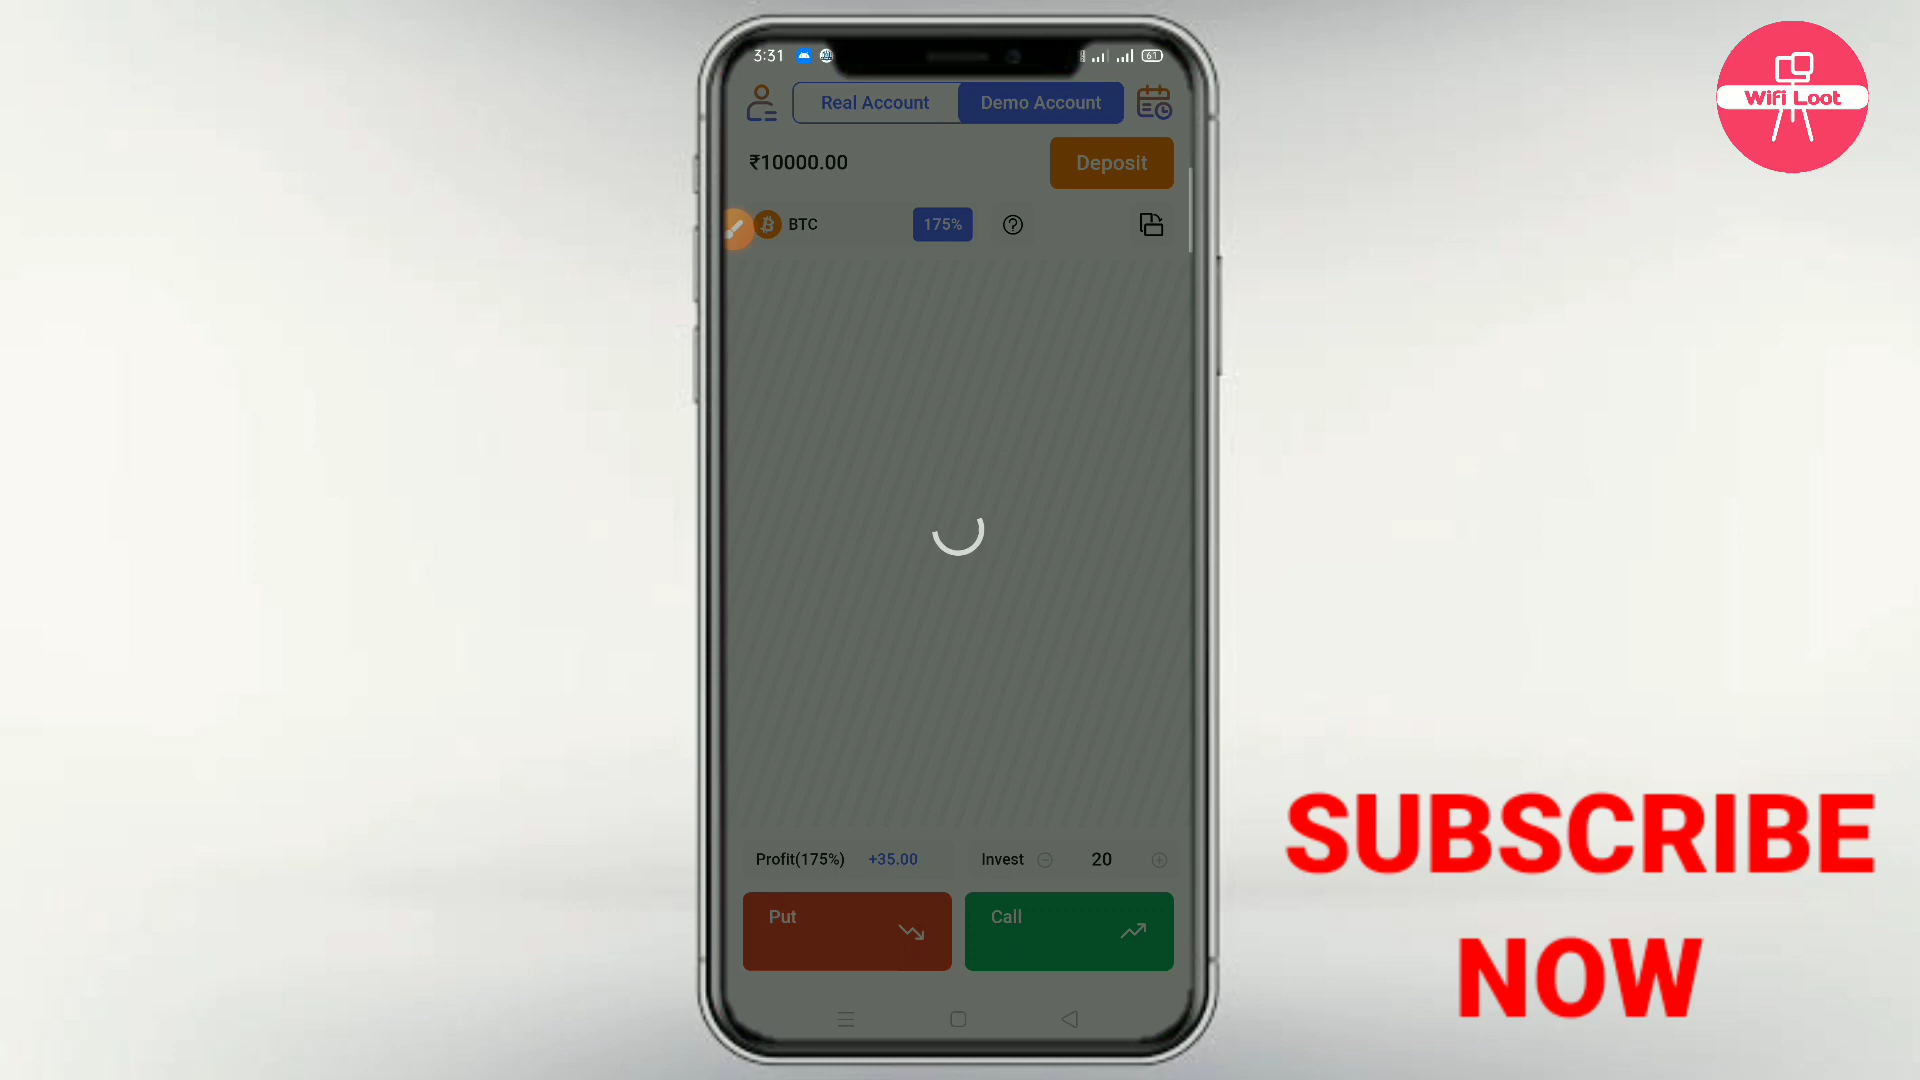 3:31
61
Real Account
Demo Account
₹10000.00
Deposit
BTC
175%
Profit(175%) +35.00
Invest 20
Put
Call
WiFi Loot
SUBSCRIBE
NOW